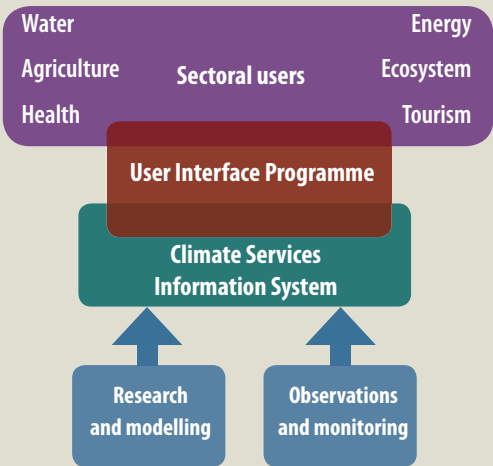 Water
Agriculture
Health
Sectoral users
Energy
Ecosystem
Tourism
User Interface Programme
Climate Services
Information System
Research
and modelling
Observations
and monitoring